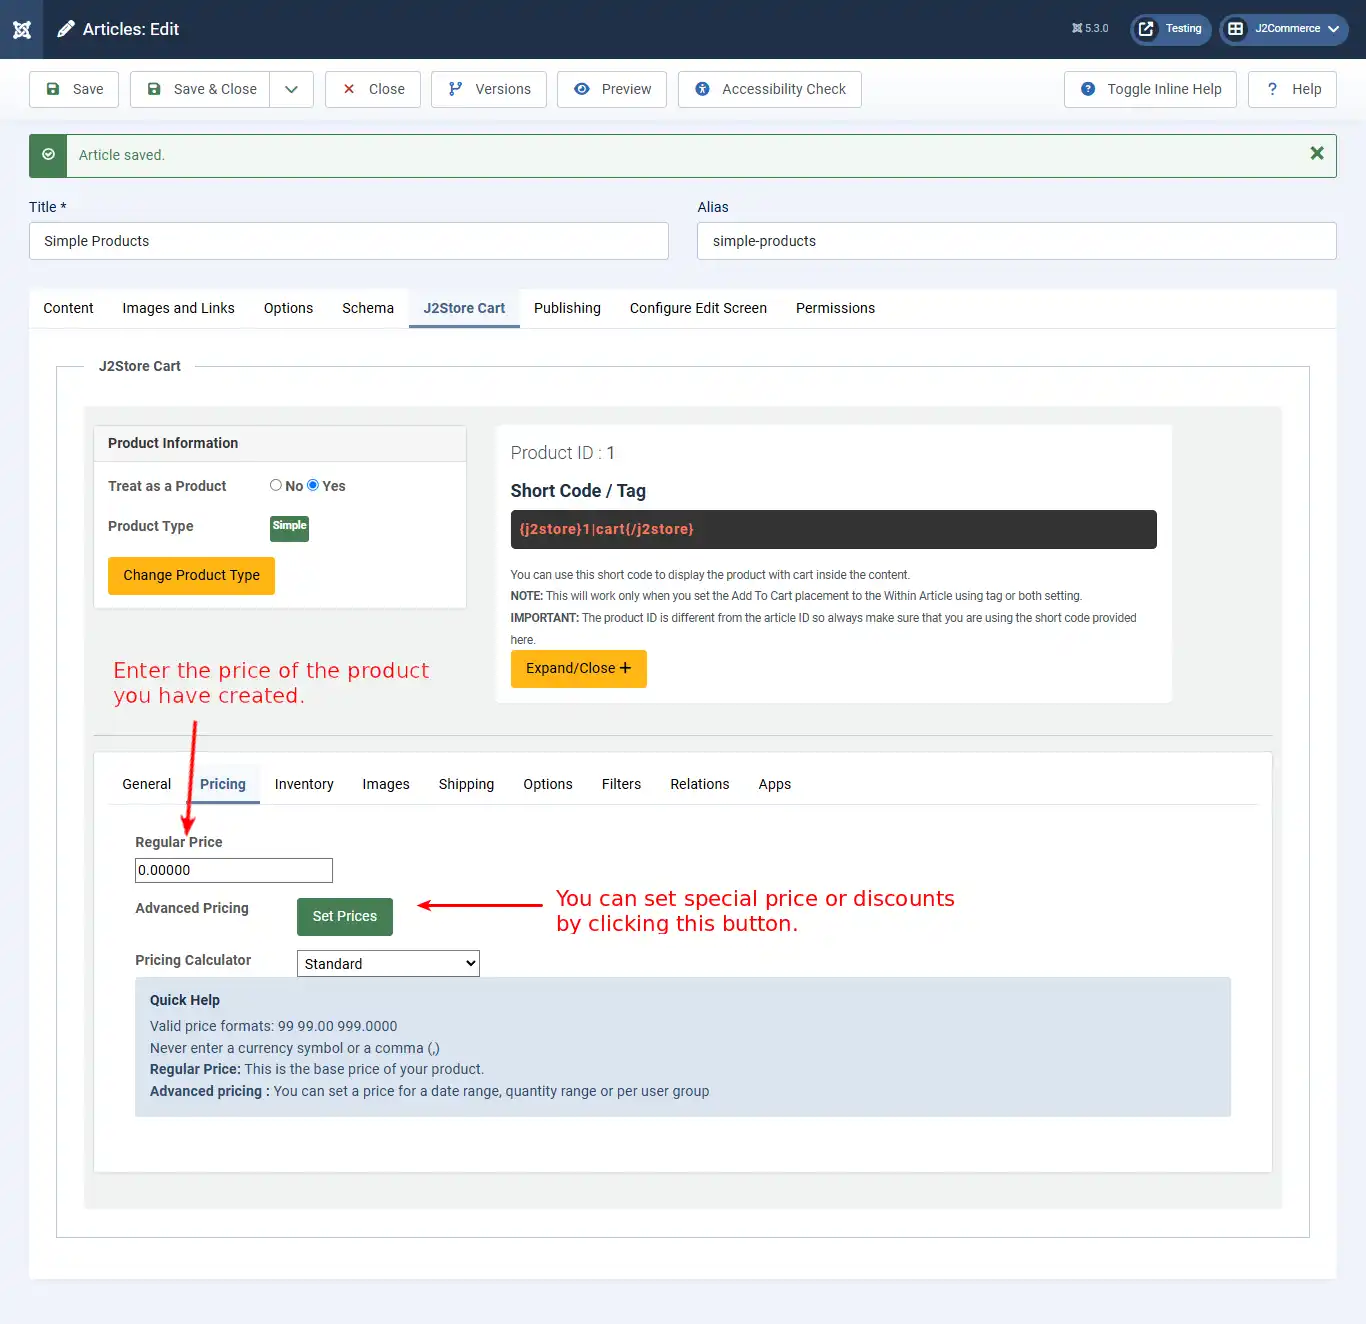 Articles: Edit
5.3.0
Testing
J2Commerce
Save
Save & Close
Close
Versions
Preview
Accessibility Check
Toggle Inline Help
? Help
Article saved.
Title *
Alias
Simple Products
simple-products
Content
Images and Links
Options
Schema
J2Store Cart
Publishing
Configure Edit Screen
Permissions
J2Store Cart
Product Information
Treat as a Product
No
Yes
Product Type
Simple
Change Product Type
Product ID : 1
Short Code / Tag
{j2store}1|cart{/j2store}
You can use this short code to display the product with cart inside the content.
NOTE: This will work only when you set the Add To Cart placement to the Within Article using tag or both setting.
IMPORTANT: The product ID is different from the article ID so always make sure that you are using the short code provided
here.
Expand/Close +
Enter the price of the product
you have created.
General
Pricing
Inventory
Images
Shipping
Options
Filters
Relations
Apps
Regular Price
0.00000
Advanced Pricing
Set Prices
You can set special price or discounts
by clicking this button.
Pricing Calculator
Standard
Quick Help
Valid price formats: 99 99.00 999.0000
Never enter a currency symbol or a comma (,)
Regular Price: This is the base price of your product.
Advanced pricing : You can set a price for a date range, quantity range or per user group